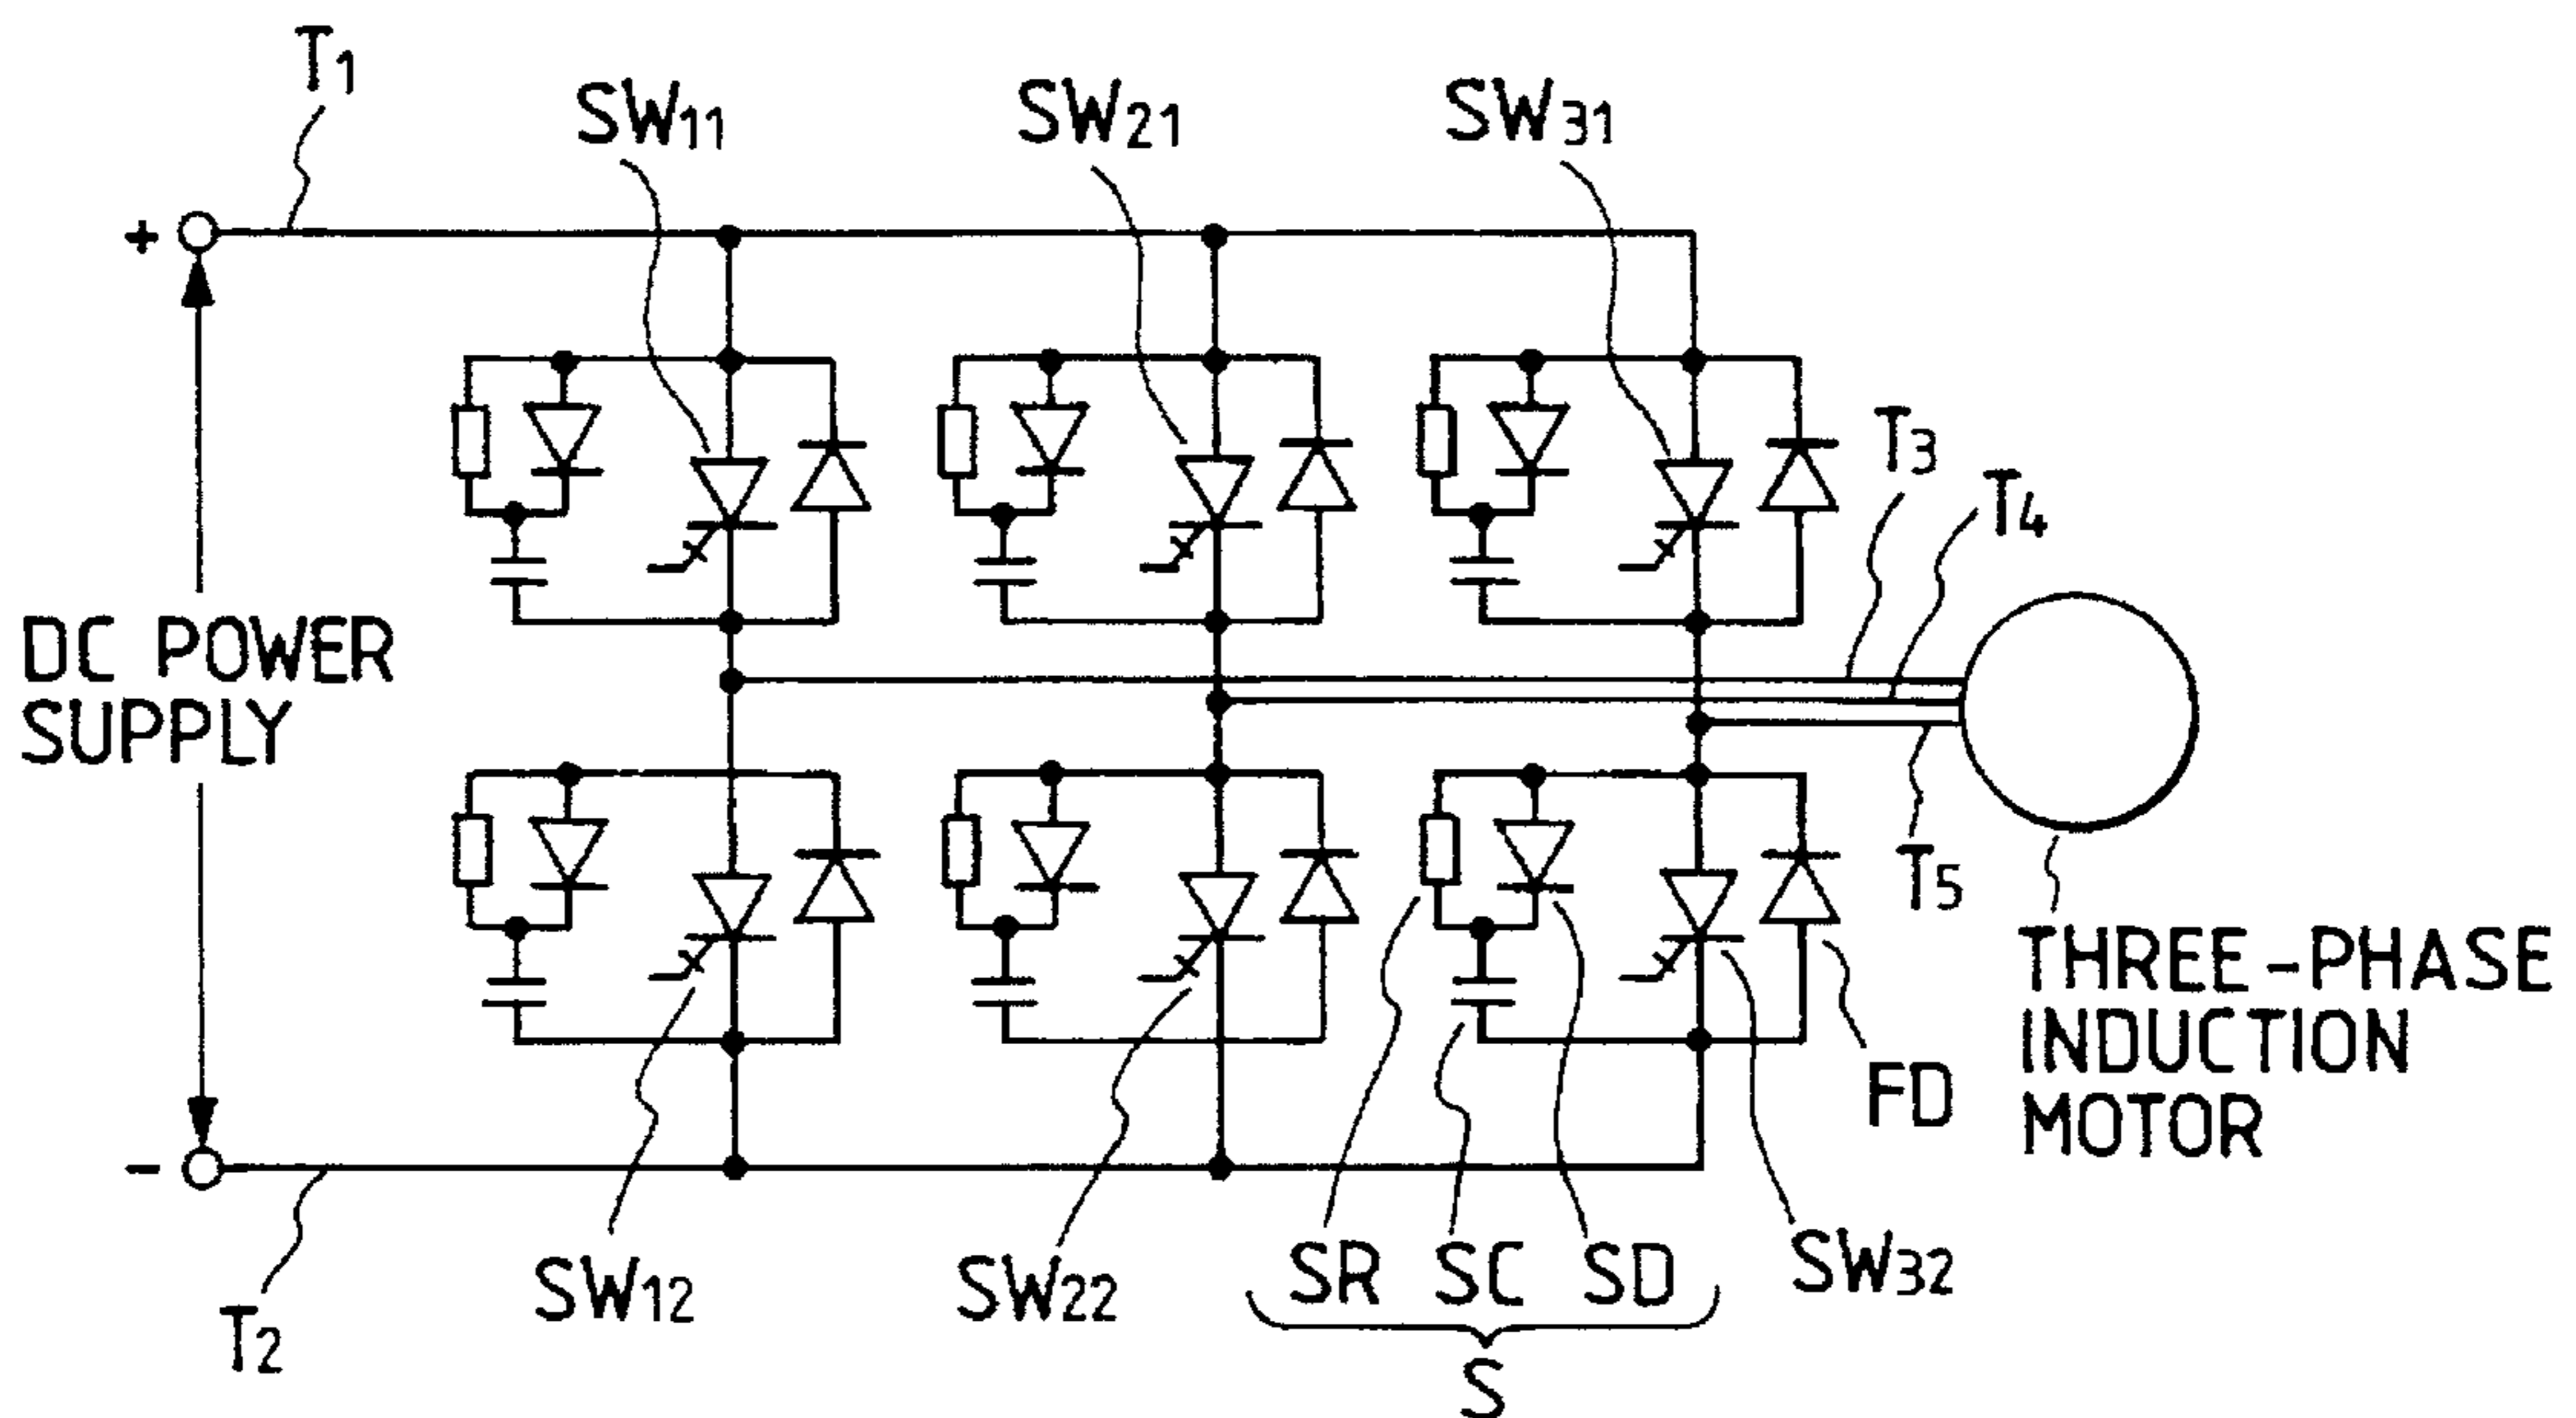 T1
SW11
SW21
SW31
+
T3
T4
DC POWER
SUPPLY
T5
THREE-PHASE
INDUCTION
MOTOR
FD
-
SW12
SW22
SR
SC
SD
SW32
T2
S